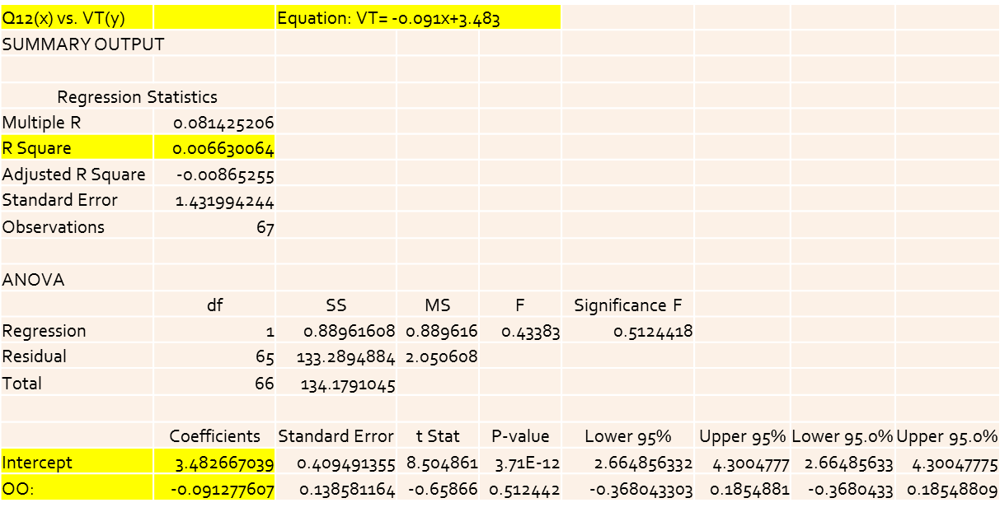 Q12(x) vs. VT(y) Equation: VT= -0.091x+3.483
SUMMARY OUTPUT
Regression Statistics
Multiple R 0.081425206
R Square 0.006630064
Adjusted R Square -0.00865255
Standard Error 1.431994244
Observations 67
ANOVA
df SS MS F Significance F
Regression 1 0.88961608 0.889616 0.43383 0.5124418
Residual 65 133.2894884 2.050608
Total 66 134.1791045
Coefficients Standard Error t Stat P-value Lower 95% Upper 95% Lower 95.0% Upper 95.0%
Intercept 3.482667039 0.409491355 8.504861 3.71E-12 2.664856332 4.3004777 2.66485633 4.30047775
OO: -0.091277607 0.138581164 -0.65866 0.512442 -0.368043303 0.1854881 -0.3680433 0.18548809